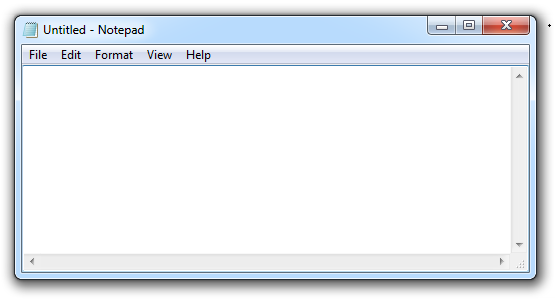 Untitled - Notepad
File Edit Format View Help